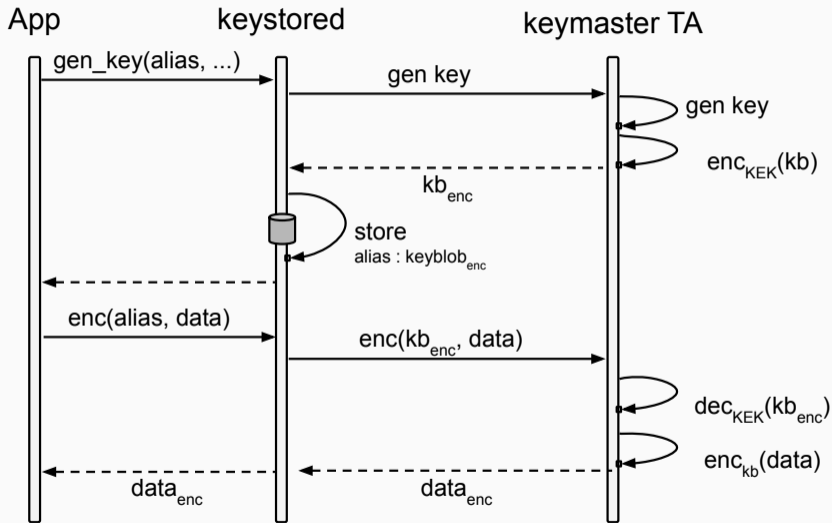 App
keystored
keymaster TA
gen_key(alias, ...)
gen key
gen key
enc_KEK(kb)
kb_enc
store
alias : keyblob_enc
enc(alias, data)
enc(kb_enc, data)
dec_KEK(kb_enc)
enc_kb(data)
data_enc
data_enc